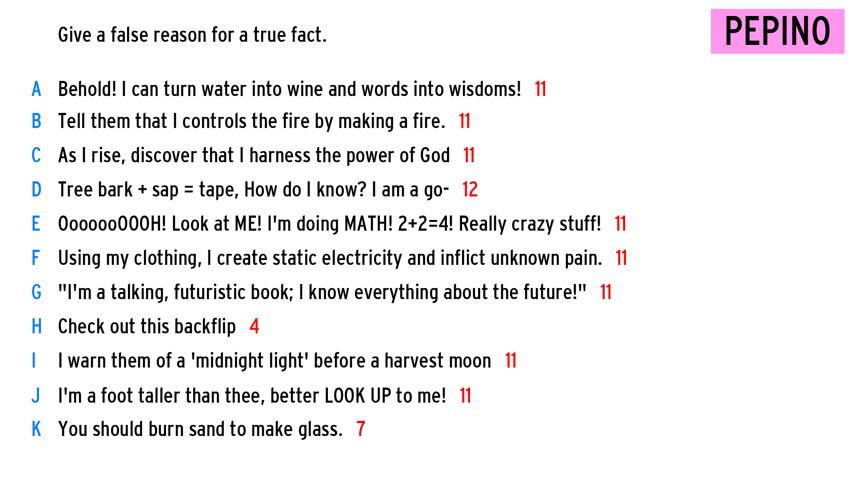 Give a false reason for a true fact.
PEPINO
A Behold! I can turn water into wine and words into wisdoms! 11
B Tell them that I controls the fire by making a fire. 11
C As I rise, discover that I harness the power of God 11
D Tree bark + sap = tape, How do I know? I am a go- 12
E OoooooOOOH! Look at ME! I'm doing MATH! 2+2=4! Really crazy stuff! 11
F Using my clothing, I create static electricity and inflict unknown pain. 11
G "I'm a talking, futuristic book; I know everything about the future!" 11
H Check out this backflip 4
I I warn them of a 'midnight light' before a harvest moon 11
J I'm a foot taller than thee, better LOOK UP to me! 11
K You should burn sand to make glass. 7